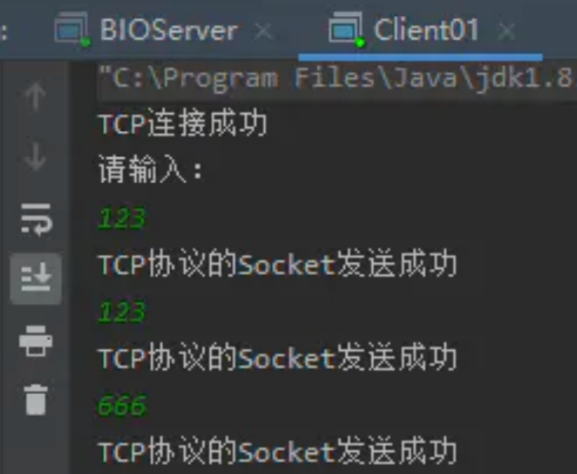 : BIOServer × Client01 ×
"C:\Program Files\Java\jdk1.8
TCP连接成功
请输入：
123
TCP协议的Socket发送成功
123
TCP协议的Socket发送成功
666
TCP协议的Socket发送成功